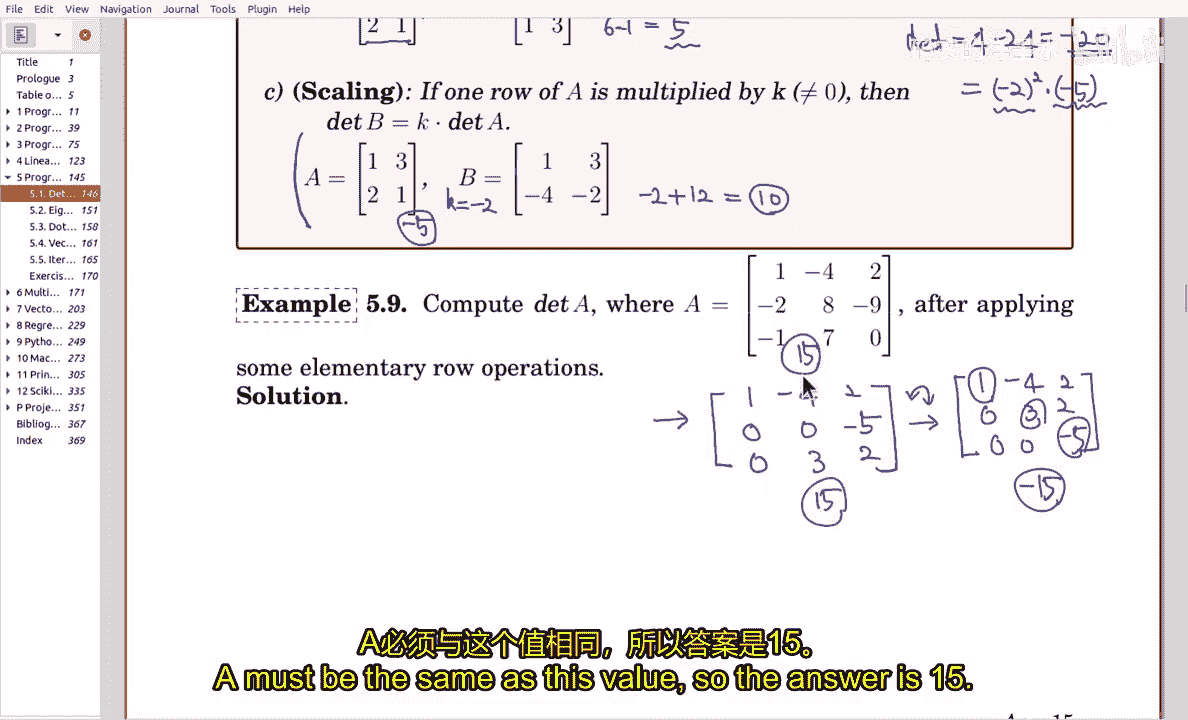 File Edit View Navigation Journal Tools Plugin Help
Title 1
Prologue 3
Table o... 5
1 Progr... 11
2 Progr... 39
3 Progr... 75
4 Linea... 123
5 Progr... 145
5.1. Det... 146
5.2. Eig... 151
5.3. Dot... 158
5.4. Vec... 161
5.5. Iter... 165
Exercis... 170
6 Multi... 171
7 Vecto... 203
8 Regre... 229
9 Pytho... 249
10 Mac... 273
11 Prin... 305
12 Sciki... 335
P Proje... 351
Bibliog... 367
Index 369
[2 1] [1 3] 6-1 = 5
det = 4-24 = -20
= (-2)² · (-5)
c) (Scaling): If one row of A is multiplied by k (≠ 0), then
det B = k · det A.
A = [1 3
2 1], B = [1 3
−4 −2] -2+12 = 10
k=-2
-5
Example 5.9. Compute det A, where A = [1 −4 2
−2 8 −9
−1 7 0], after applying
15
some elementary row operations.
Solution.
→ [1 -4 2
0 0 -5
0 3 2] → [1 -4 2
0 3 2
0 0 -5]
15 -15
A必须与这个值相同，所以答案是15。
A must be the same as this value, so the answer is 15.